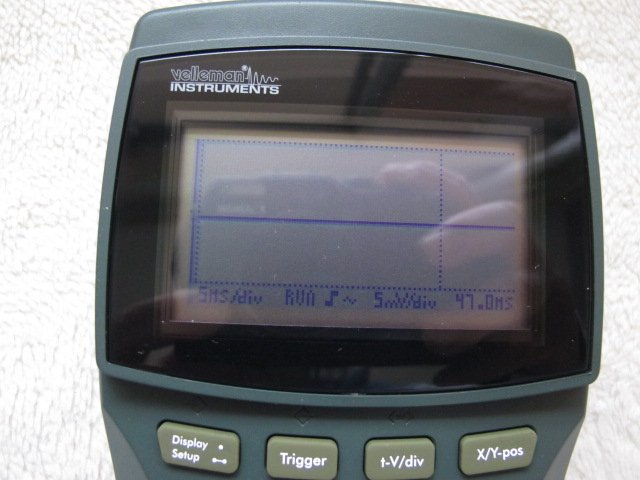 velleman®
INSTRUMENTS
5MS/div RUN 5mV/div 47.0MS
Display
Setup
Trigger
t-V/div
X/Y-pos